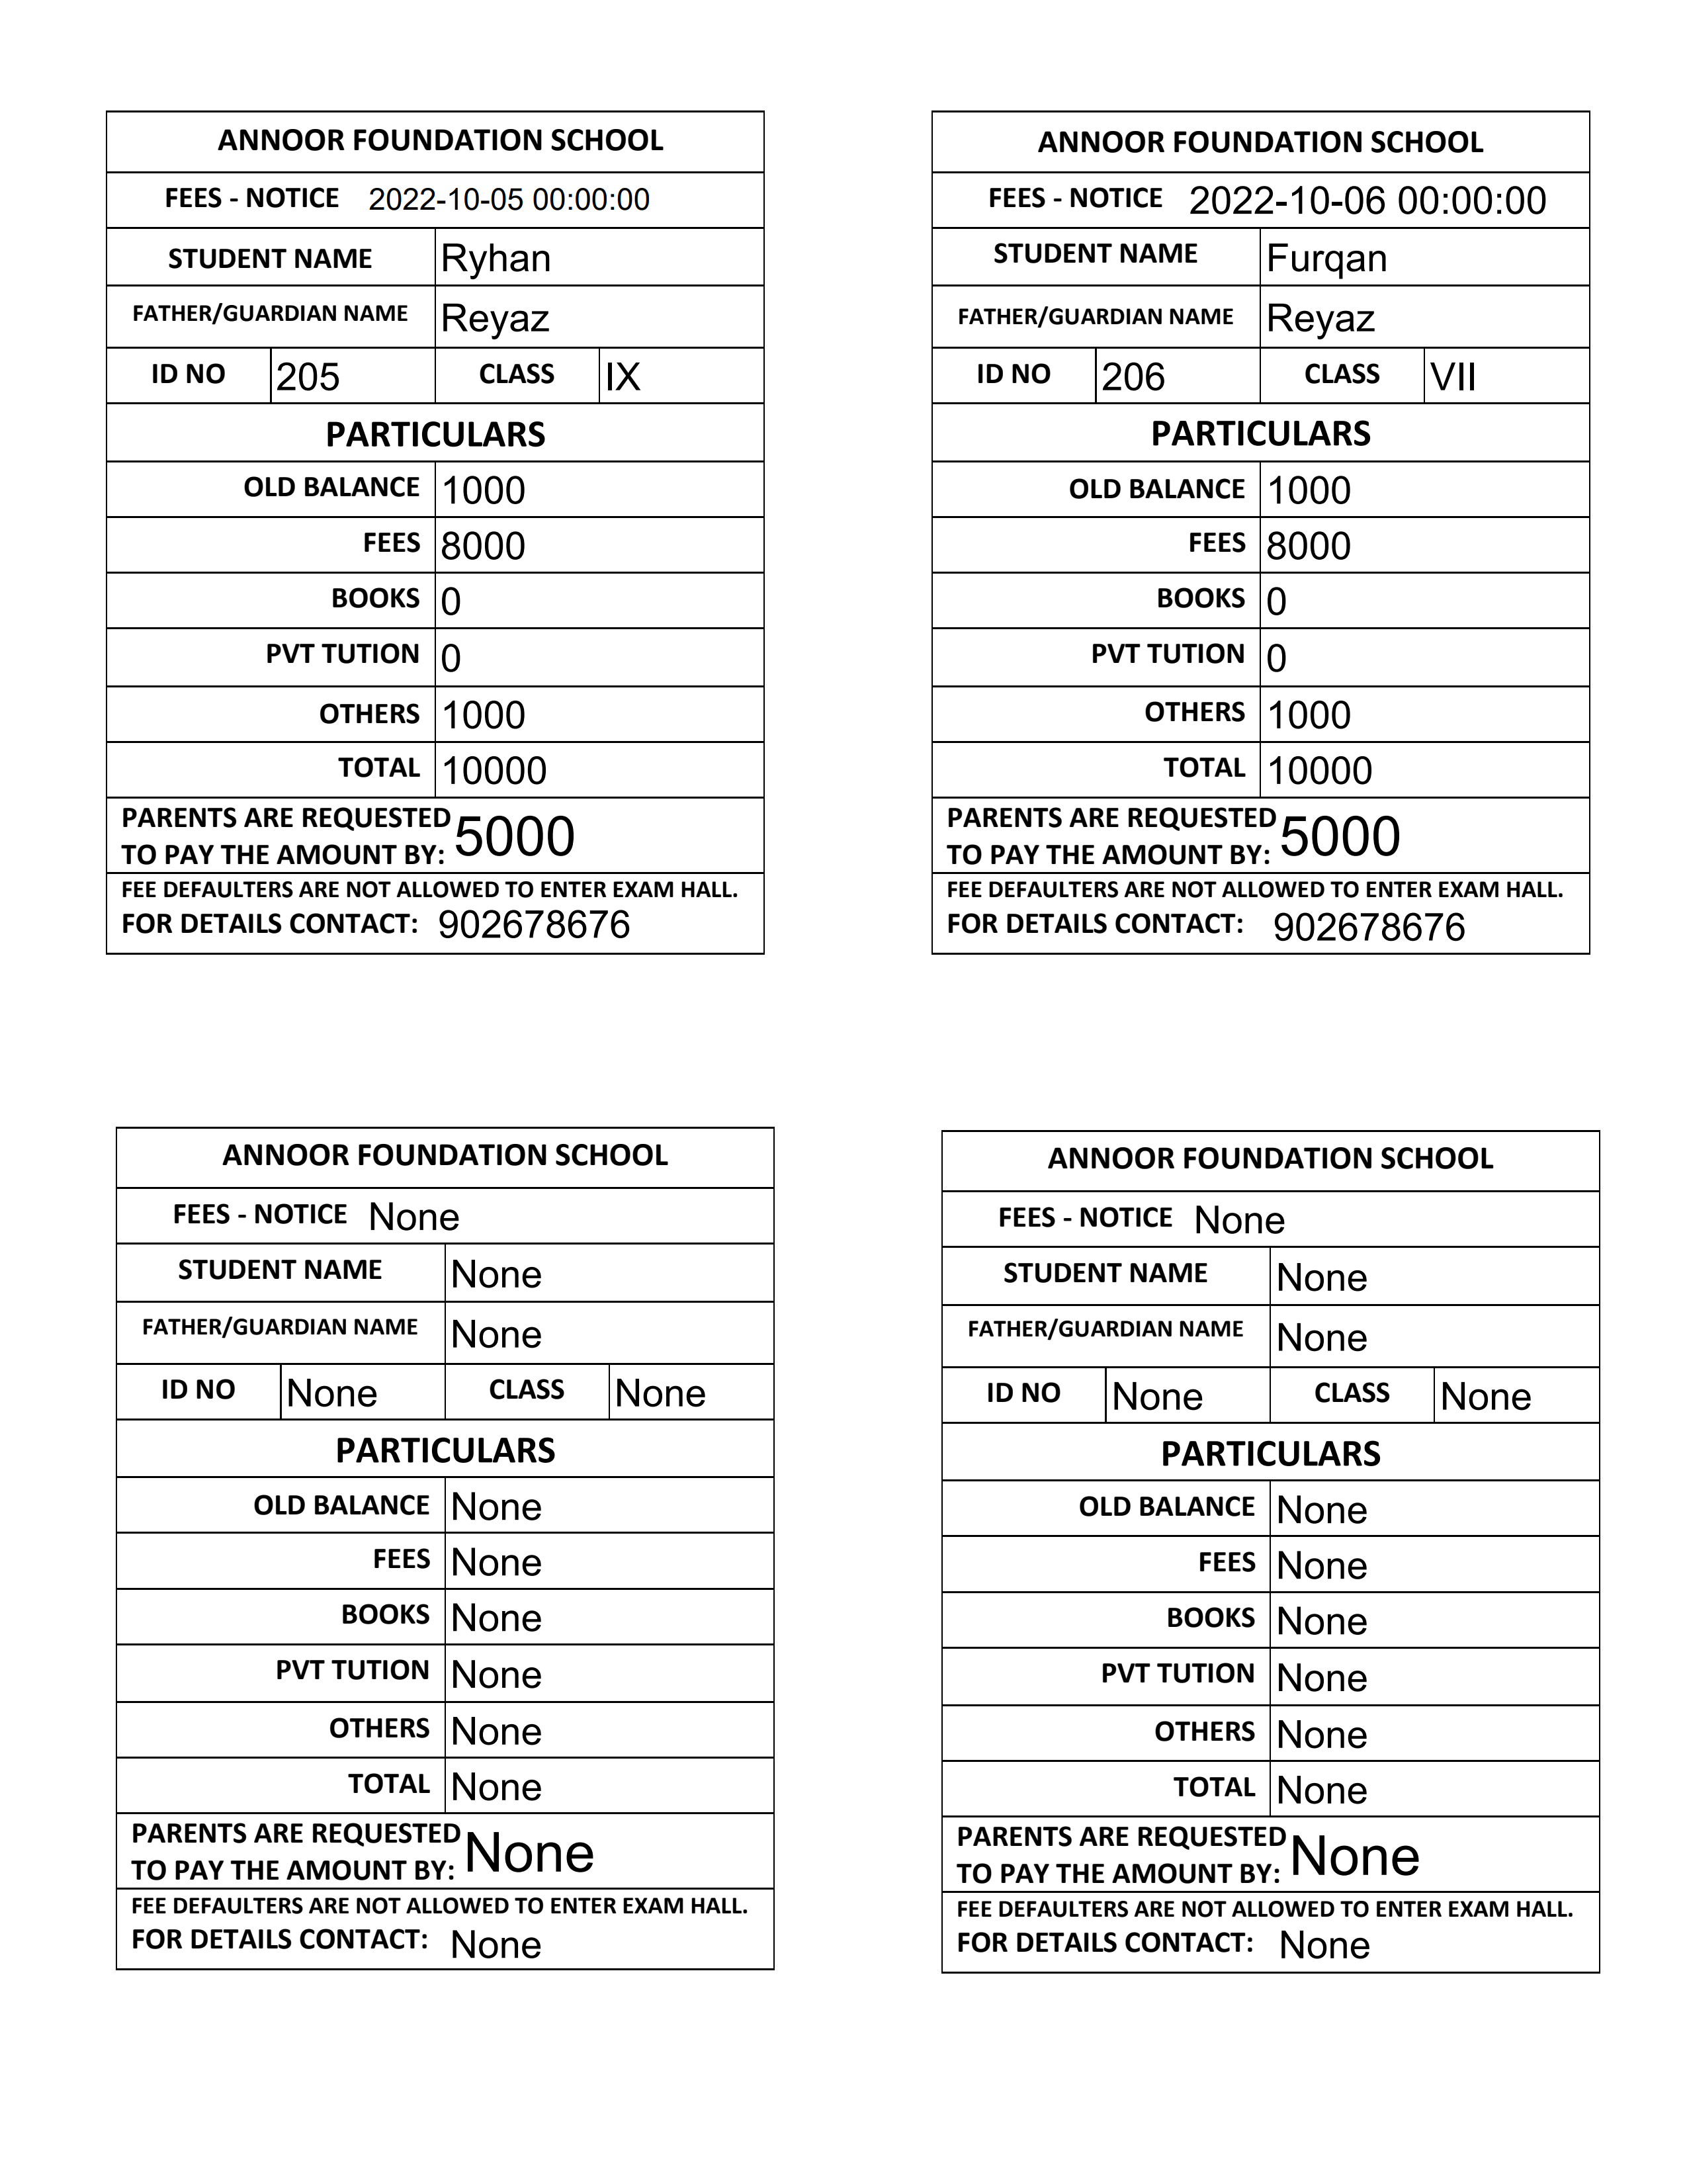 ANNOOR FOUNDATION SCHOOL
FEES - NOTICE 2022-10-05 00:00:00
STUDENT NAME Ryhan
FATHER/GUARDIAN NAME Reyaz
ID NO 205 CLASS IX
PARTICULARS
OLD BALANCE 1000
FEES 8000
BOOKS 0
PVT TUTION 0
OTHERS 1000
TOTAL 10000
PARENTS ARE REQUESTED
TO PAY THE AMOUNT BY: 5000
FEE DEFAULTERS ARE NOT ALLOWED TO ENTER EXAM HALL.
FOR DETAILS CONTACT: 902678676
ANNOOR FOUNDATION SCHOOL
FEES - NOTICE 2022-10-06 00:00:00
STUDENT NAME Furqan
FATHER/GUARDIAN NAME Reyaz
ID NO 206 CLASS VII
PARTICULARS
OLD BALANCE 1000
FEES 8000
BOOKS 0
PVT TUTION 0
OTHERS 1000
TOTAL 10000
PARENTS ARE REQUESTED
TO PAY THE AMOUNT BY: 5000
FEE DEFAULTERS ARE NOT ALLOWED TO ENTER EXAM HALL.
FOR DETAILS CONTACT: 902678676
ANNOOR FOUNDATION SCHOOL
FEES - NOTICE None
STUDENT NAME None
FATHER/GUARDIAN NAME None
ID NO None CLASS None
PARTICULARS
OLD BALANCE None
FEES None
BOOKS None
PVT TUTION None
OTHERS None
TOTAL None
PARENTS ARE REQUESTED
TO PAY THE AMOUNT BY: None
FEE DEFAULTERS ARE NOT ALLOWED TO ENTER EXAM HALL.
FOR DETAILS CONTACT: None
ANNOOR FOUNDATION SCHOOL
FEES - NOTICE None
STUDENT NAME None
FATHER/GUARDIAN NAME None
ID NO None CLASS None
PARTICULARS
OLD BALANCE None
FEES None
BOOKS None
PVT TUTION None
OTHERS None
TOTAL None
PARENTS ARE REQUESTED
TO PAY THE AMOUNT BY: None
FEE DEFAULTERS ARE NOT ALLOWED TO ENTER EXAM HALL.
FOR DETAILS CONTACT: None